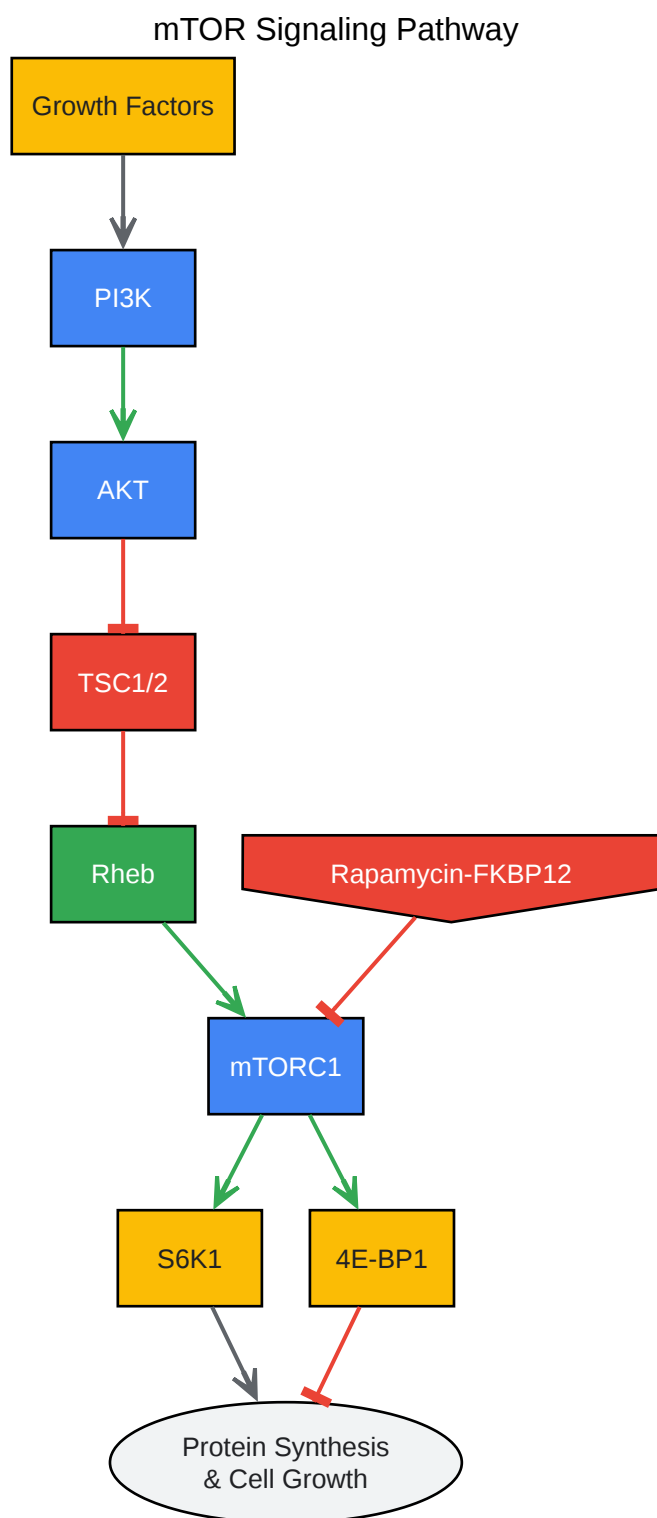 mTOR Signaling Pathway
Growth Factors
PI3K
AKT
TSC1/2
Rheb
Rapamycin-FKBP12
mTORC1
S6K1
4E-BP1
Protein Synthesis
& Cell Growth